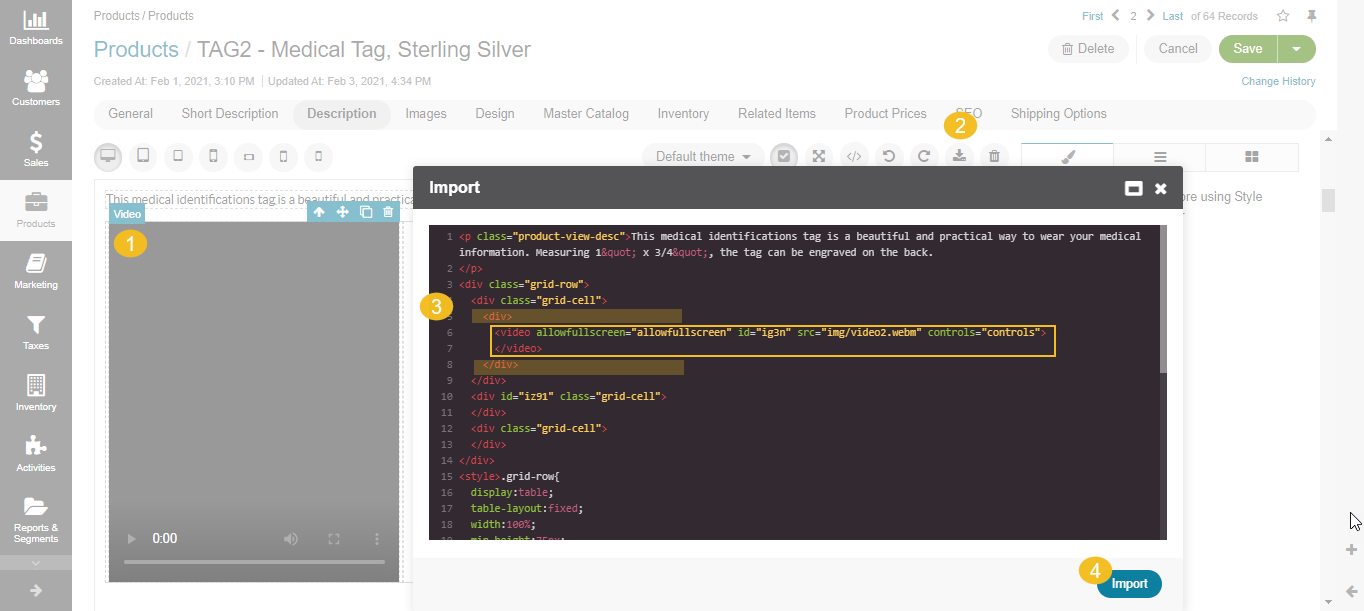 Dashboards
Customers
Sales
Products
Marketing
Taxes
Inventory
Activities
Reports &
Segments
Products / Products
First 2 Last of 64 Records
Products / TAG2 - Medical Tag, Sterling Silver
Delete Cancel Save
Created At: Feb 1, 2021, 3:10 PM | Updated At: Feb 3, 2021, 4:34 PM
Change History
General Short Description Description Images Design Master Catalog Inventory Related Items Product Prices SEO Shipping Options
2
Default theme
This medical identifications tag is a beautiful and practica
ore using Style
Video
1
0:00
Import
1 <p class="product-view-desc">This medical identifications tag is a beautiful and practical way to wear your medical
information. Measuring 1&quot; x 3/4&quot;, the tag can be engraved on the back.
2 </p>
3 <div class="grid-row">
<div class="grid-cell">
3
5 <div>
6 <video allowfullscreen="allowfullscreen" id="ig3n" src="img/video2.webm" controls="controls">
7 </video>
8 </div>
9 </div>
10 <div id="iz91" class="grid-cell">
11 </div>
12 <div class="grid-cell">
13 </div>
14 </div>
15 <style>.grid-row{
16 display:table;
17 table-layout:fixed;
18 width:100%;
19 min-height:75px;
4
Import